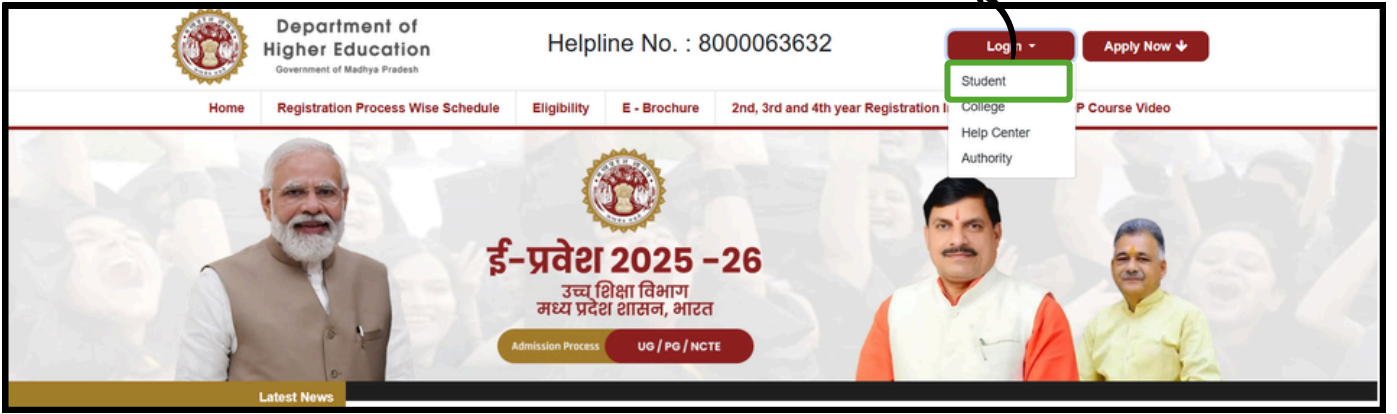 Department of
Higher Education
Government of Madhya Pradesh
Helpline No. : 8000063632
Login
Apply Now
Student
College
Help Center
Authority
Home Registration Process Wise Schedule Eligibility E - Brochure 2nd, 3rd and 4th year Registration P Course Video
ई-प्रवेश 2025 -26
उच्च शिक्षा विभाग
मध्य प्रदेश शासन, भारत
Admission Process UG / PG / NCTE
Latest News